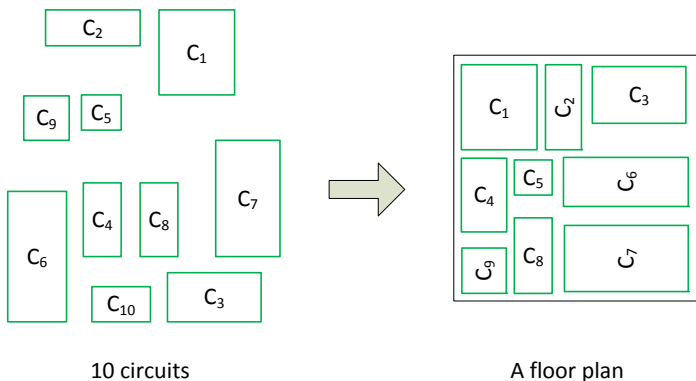 C2
C1
C9
C5
C7
C4
C8
C6
C10
C3
10 circuits
C1
C2
C3
C4
C5
C6
C9
C8
C7
A floor plan